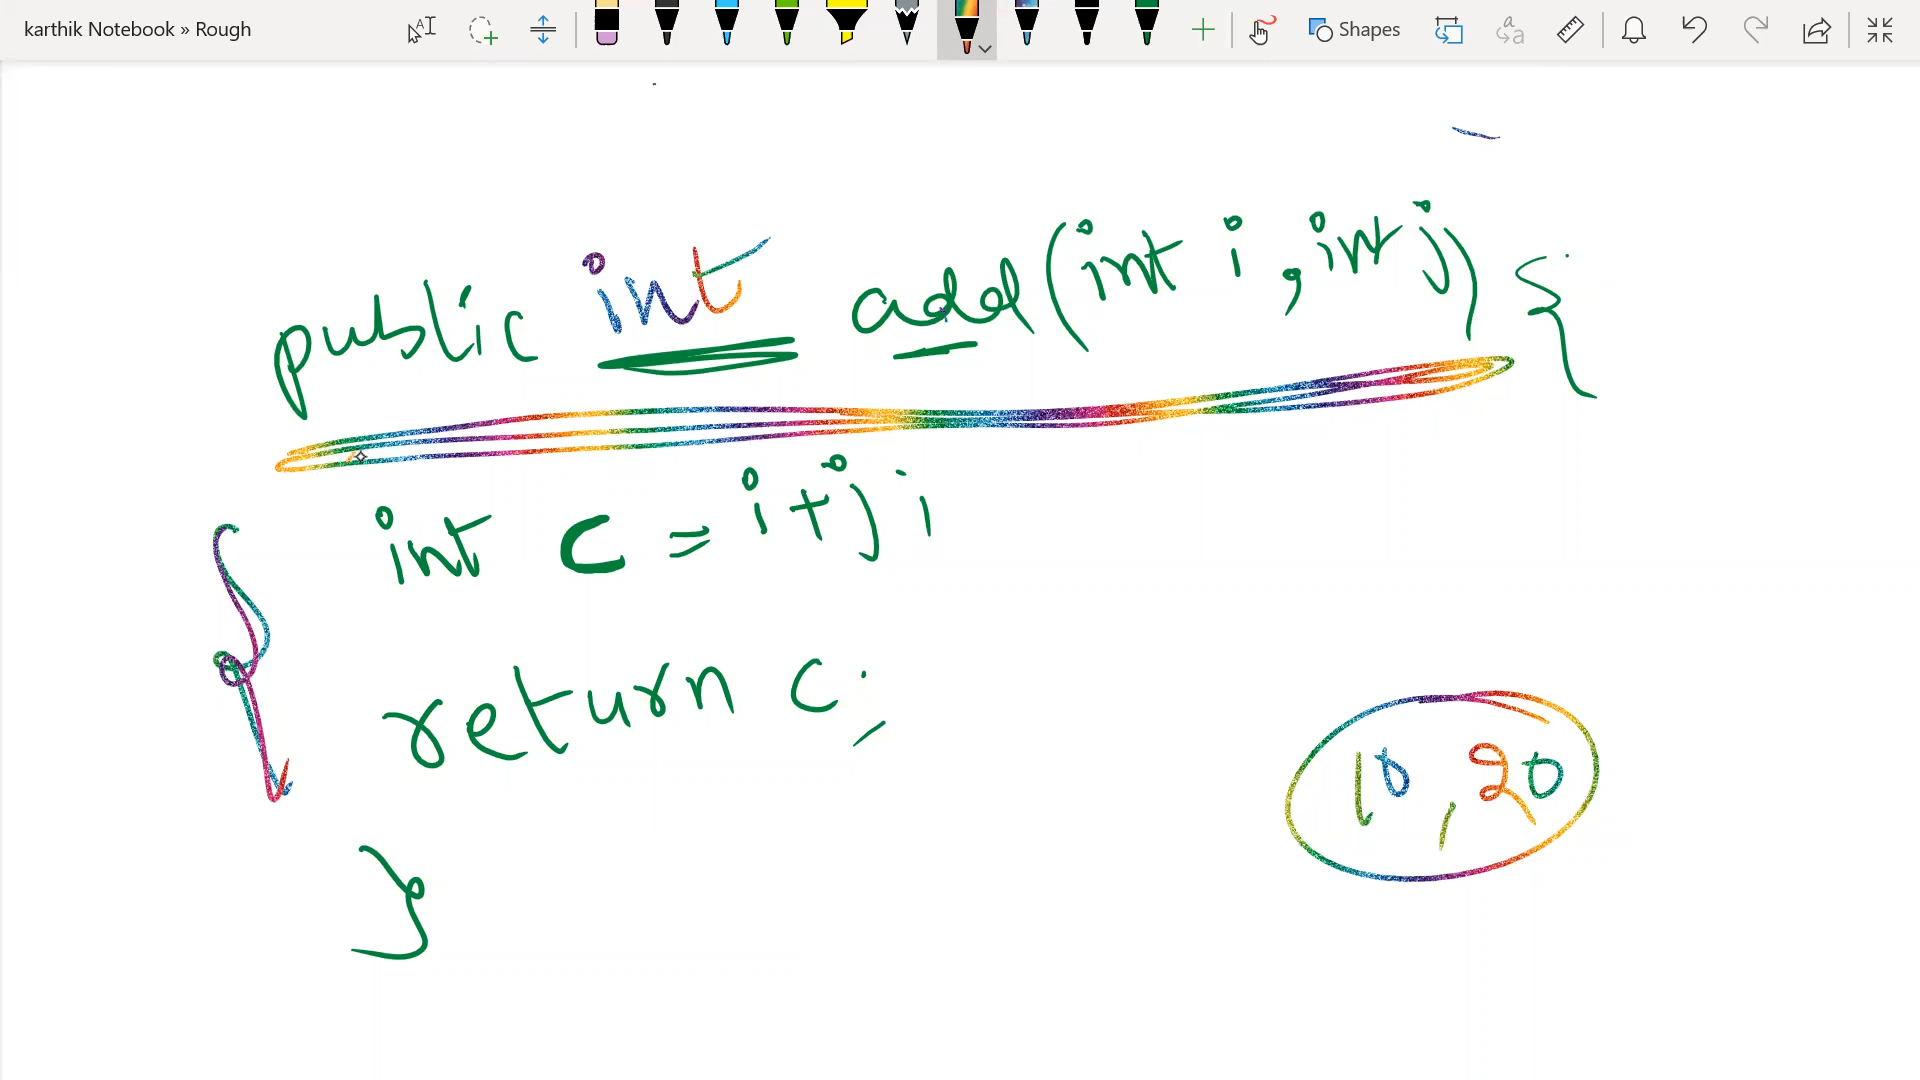 karthik Notebook » Rough
Shapes
public int add(int i, int j) {
int c = i+j;
return c;
10, 20
}